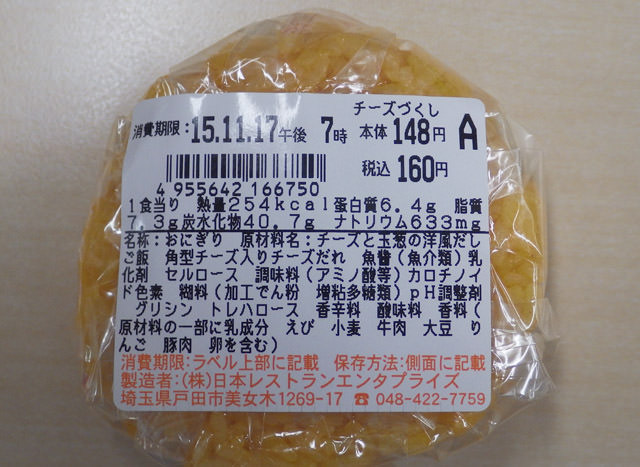 チーズづくし
消費期限:15.11.17午後 7時 本体148円 A
税込 160円
4 955642 166750
1食当り 熱量254kcal蛋白質6.4g 脂質
7.3g炭水化物40.7g ナトリウム633mg
名称:おにぎり 原材料名:チーズと玉葱の洋風だし
ご飯 角型チーズ入りチーズだれ 魚醤(魚介類)乳
化剤 セルロース 調味料(アミノ酸等)カロチノイ
ド色素 糊料(加工でん粉 増粘多糖類)pH調整剤
グリシン トレハロース 香辛料 酸味料 香料(
原材料の一部に乳成分 えび 小麦 牛肉 大豆 り
んご 豚肉 卵を含む)
消費期限:ラベル上部に記載 保存方法:側面に記載
製造者:(株)日本レストランエンタプライズ
埼玉県戸田市美女木1269-17 ☎ 048-422-7759